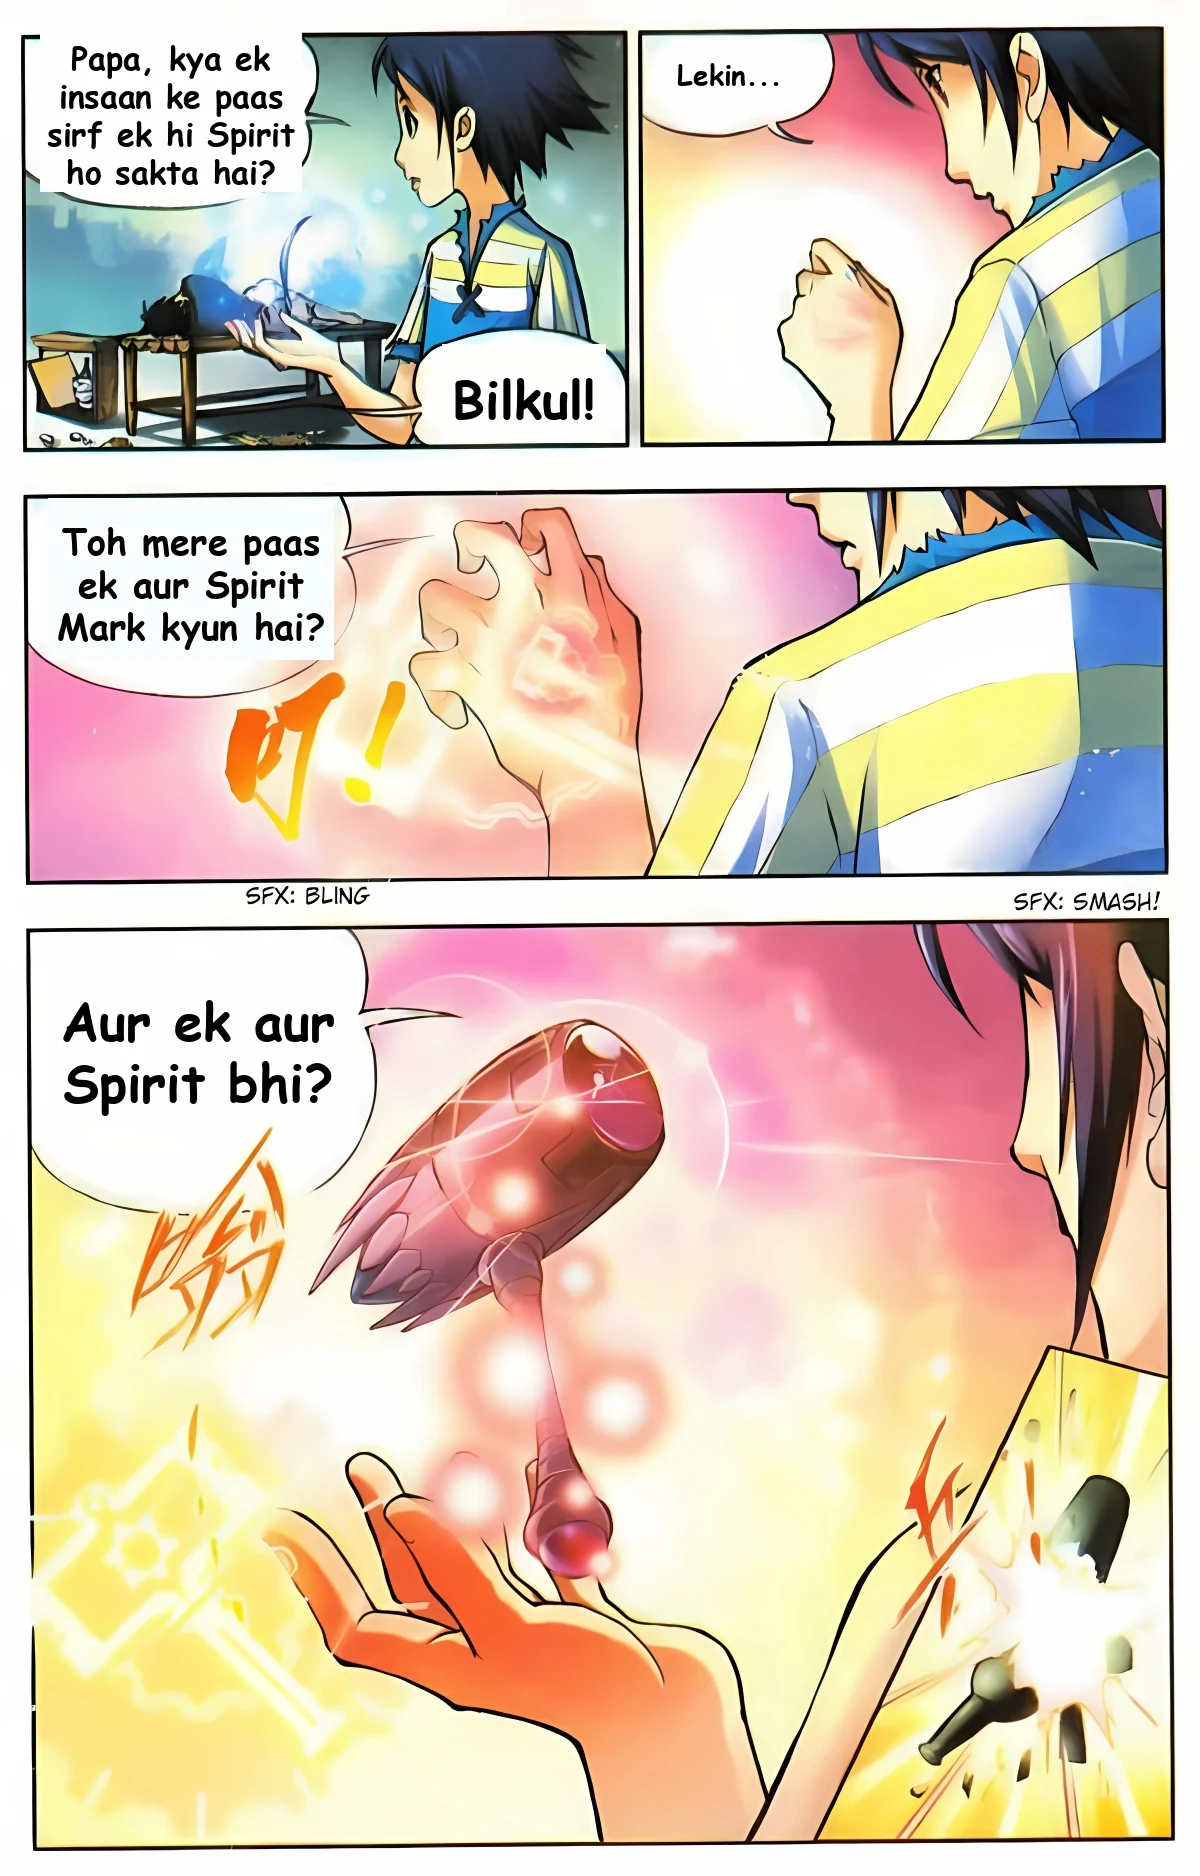 Papa, kya ek
insaan ke paas
sirf ek hi Spirit
ho sakta hai?
Bilkul!
Lekin...
Toh mere paas
ek aur Spirit
Mark kyun hai?
叮!
SFX: BLING
SFX: SMASH!
Aur ek aur
Spirit bhi?